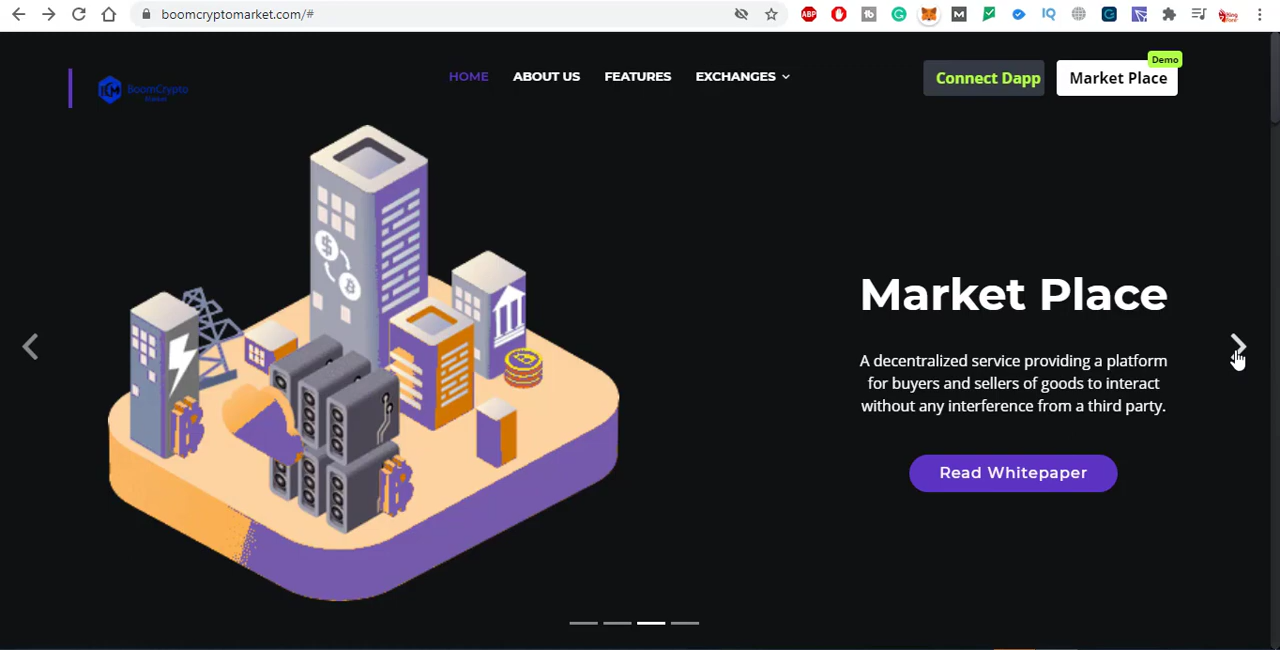 boomcryptomarket.com/#
HOME ABOUT US FEATURES EXCHANGES
Connect Dapp
Demo
Market Place
BoomCrypto
Market Place
A decentralized service providing a platform
for buyers and sellers of goods to interact
without any interference from a third party.
Read Whitepaper